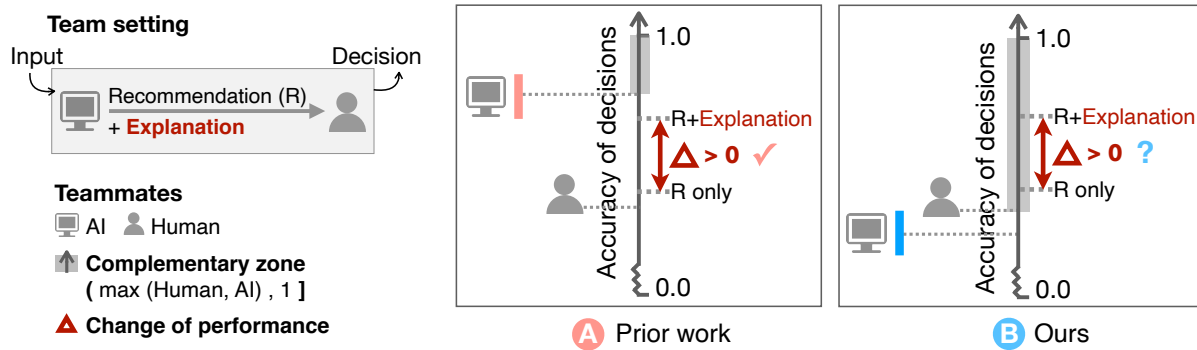 Team setting
Input
Decision
Recommendation (R)
+ Explanation
Teammates
AI
Human
Complementary zone
( max (Human, AI) , 1 ]
Change of performance
Accuracy of decisions
1.0
R+Explanation
Δ > 0 ✓
R only
0.0
A Prior work
Accuracy of decisions
1.0
R+Explanation
Δ > 0 ?
R only
0.0
B Ours